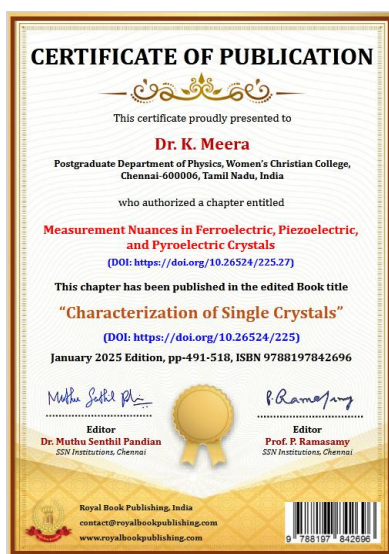 CERTIFICATE OF PUBLICATION
This certificate proudly presented to
Dr. K. Meera
Postgraduate Department of Physics, Women's Christian College,
Chennai-600006, Tamil Nadu, India
who authorized a chapter entitled
Measurement Nuances in Ferroelectric, Piezoelectric,
and Pyroelectric Crystals
(DOI: https://doi.org/10.26524/225.27)
This chapter has been published in the edited Book title
“Characterization of Single Crystals”
(DOI: https://doi.org/10.26524/225)
January 2025 Edition, pp-491-518, ISBN 9788197842696
P. Ramasamy
Editor
Dr. Muthu Senthil Pandian
SSN Institutions, Chennai
Editor
Prof. P. Ramasamy
SSN Institutions, Chennai
Royal Book Publishing, India
contact@royalbookpublishing.com
www.royalbookpublishing.com
9 788197 842696